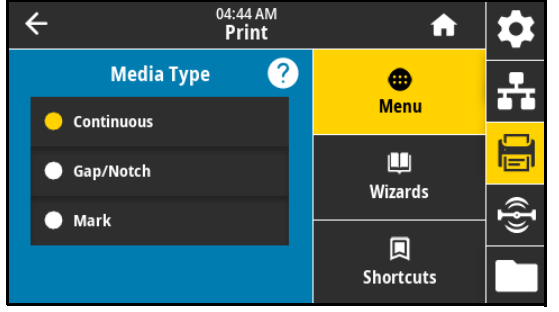 04:44 AM
Print
Media Type ?
Continuous
Gap/Notch
Mark
Menu
Wizards
Shortcuts